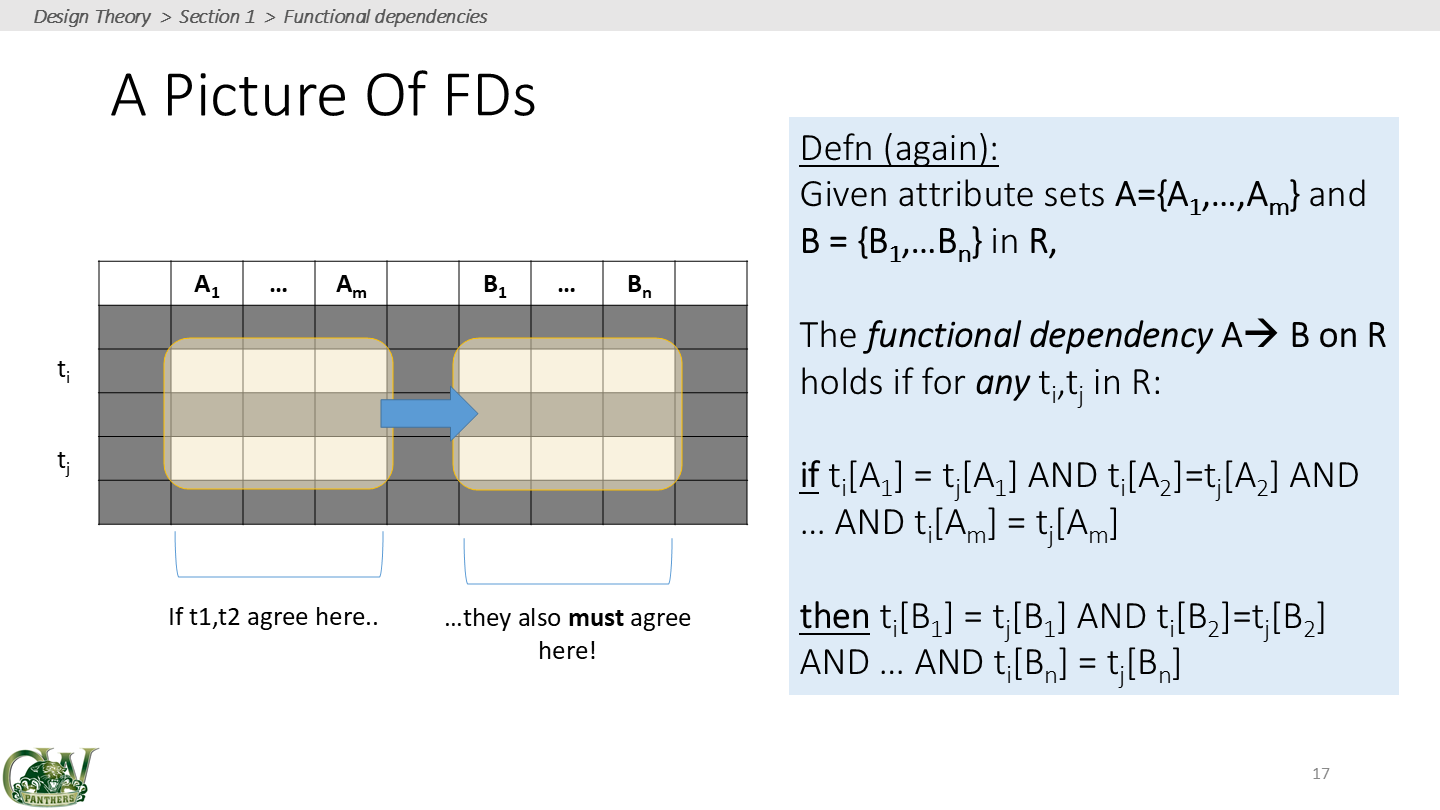 Design Theory > Section 1 > Functional dependencies
A Picture Of FDs
Defn (again):
Given attribute sets A={A1,…,Am} and
B = {B1,…Bn} in R,
The functional dependency A→ B on R
holds if for any ti,tj in R:
if ti[A1] = tj[A1] AND ti[A2]=tj[A2] AND
… AND ti[Am] = tj[Am]
then ti[B1] = tj[B1] AND ti[B2]=tj[B2]
AND … AND ti[Bn] = tj[Bn]
A1 … Am B1 … Bn
ti
tj
If t1,t2 agree here..
…they also must agree
here!
CW
PANTHERS
17